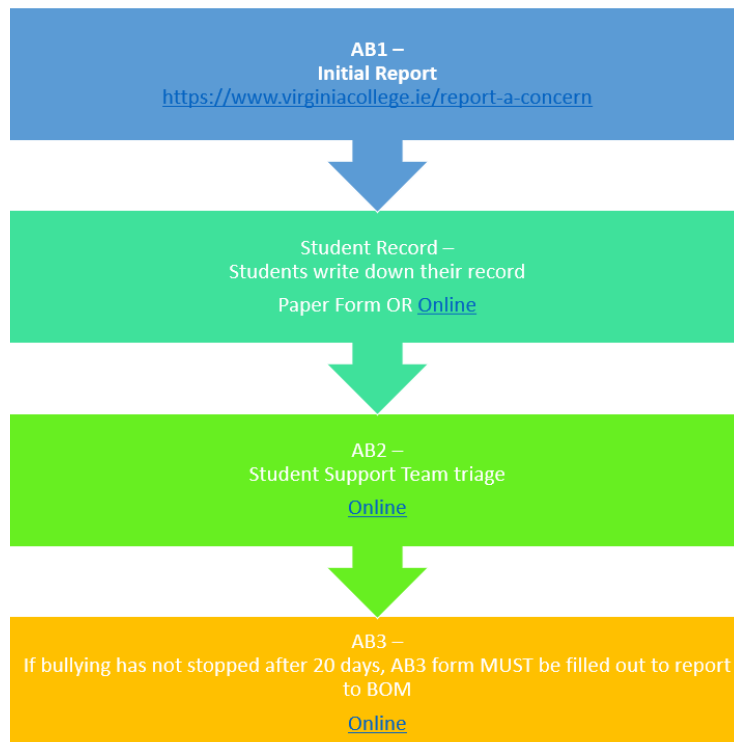 AB1 –
Initial Report
https://www.virginiacollege.ie/report-a-concern
Student Record –
Students write down their record
Paper Form OR Online
AB2 –
Student Support Team triage
Online
AB3 –
If bullying has not stopped after 20 days, AB3 form MUST be filled out to report
to BOM
Online